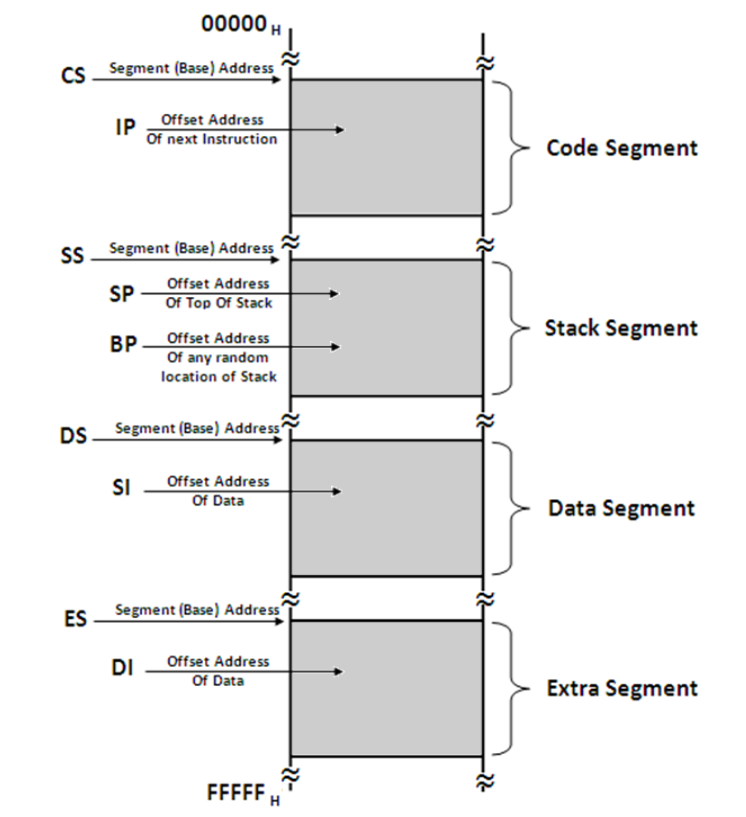 00000 H
CS Segment (Base) Address
IP Offset Address
Of next Instruction
Code Segment
SS Segment (Base) Address
SP Offset Address
Of Top Of Stack
Stack Segment
BP Offset Address
Of any random
location of Stack
DS Segment (Base) Address
SI Offset Address
Of Data
Data Segment
ES Segment (Base) Address
DI Offset Address
Of Data
Extra Segment
FFFFF H